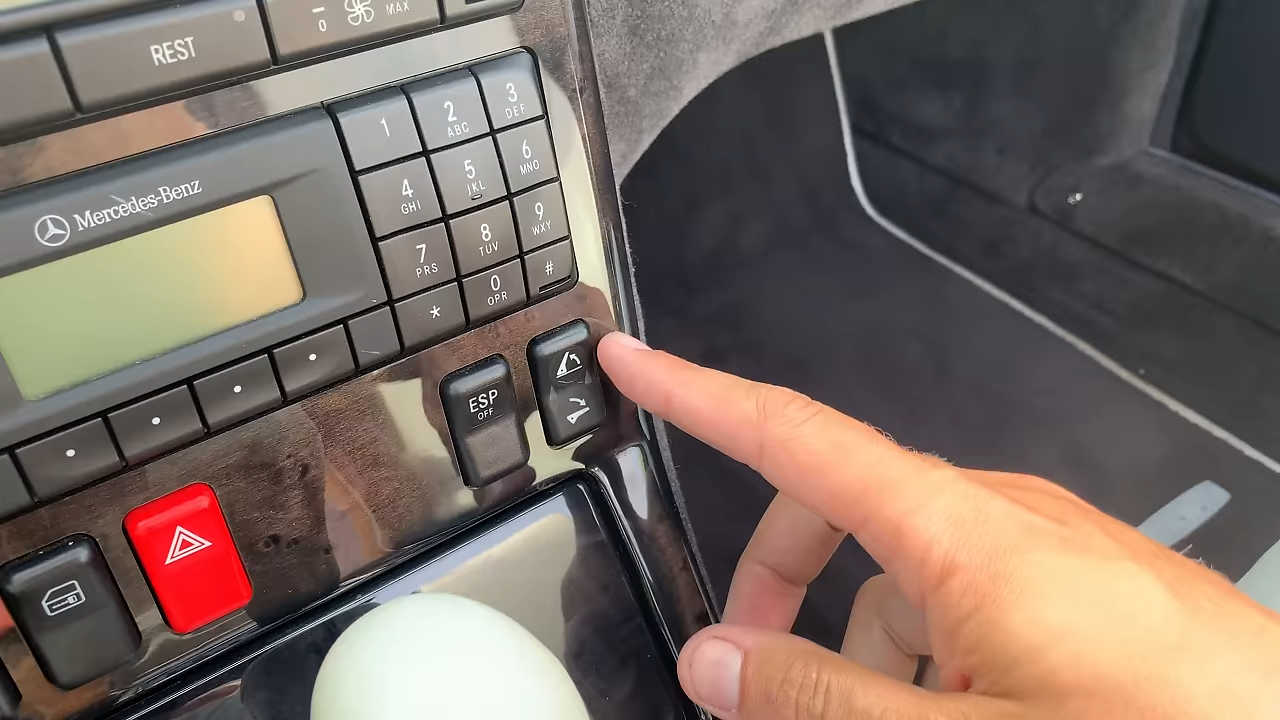 REST
0
MAX
Mercedes-Benz
1
2
ABC
3
DEF
4
GHI
5
JKL
6
MNO
7
PRS
8
TUV
9
WXY
*
0
OPR
#
ESP
OFF